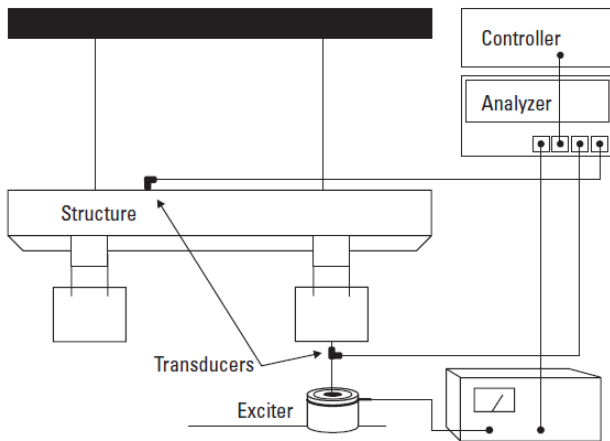 Controller
Analyzer
Structure
Transducers
Exciter